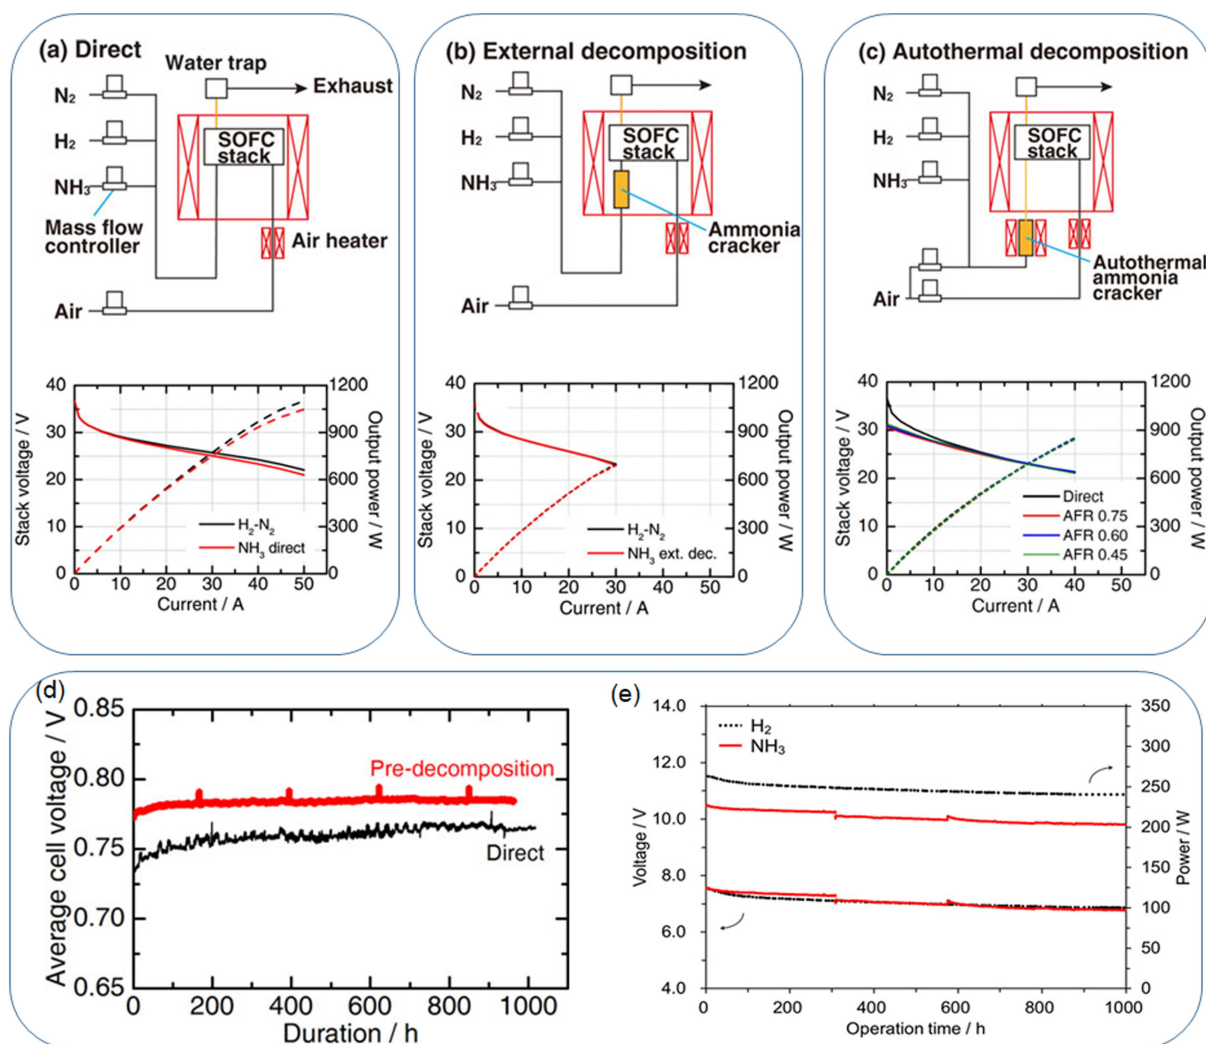 (a) Direct
Water trap
Exhaust
N2
H2
SOFC
stack
NH3
Mass flow
controller
Air heater
Air
40
30
20
10
0
Stack voltage / V
1200
900
600
300
0
Output power / W
H2-N2
NH3 direct
0 10 20 30 40 50
Current / A
(b) External decomposition
N2
H2
SOFC
stack
NH3
Ammonia
cracker
Air
40
30
20
10
0
Stack voltage / V
1200
900
600
300
0
Output power / W
H2-N2
NH3 ext. dec.
0 10 20 30 40 50
Current / A
(c) Autothermal decomposition
N2
H2
SOFC
stack
NH3
Autothermal
ammonia
cracker
Air
40
30
20
10
0
Stack voltage / V
1200
900
600
300
0
Output power / W
Direct
AFR 0.75
AFR 0.60
AFR 0.45
0 10 20 30 40 50
Current / A
(d)
0.85
0.80
0.75
0.70
0.65
Average cell voltage / V
Pre-decomposition
Direct
0 200 400 600 800 1000
Duration / h
(e)
14.0
12.0
10.0
8.0
6.0
4.0
Voltage / V
H2
NH3
350
300
250
200
150
100
50
0
Power / W
0 200 400 600 800 1000
Operation time / h